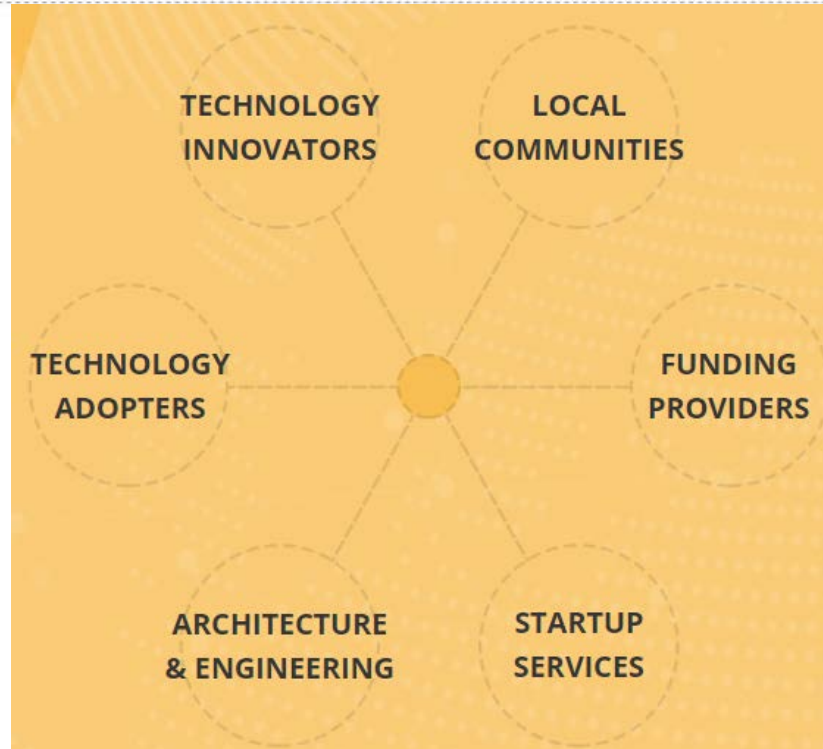 TECHNOLOGY
INNOVATORS
LOCAL
COMMUNITIES
TECHNOLOGY
ADOPTERS
FUNDING
PROVIDERS
ARCHITECTURE
& ENGINEERING
STARTUP
SERVICES